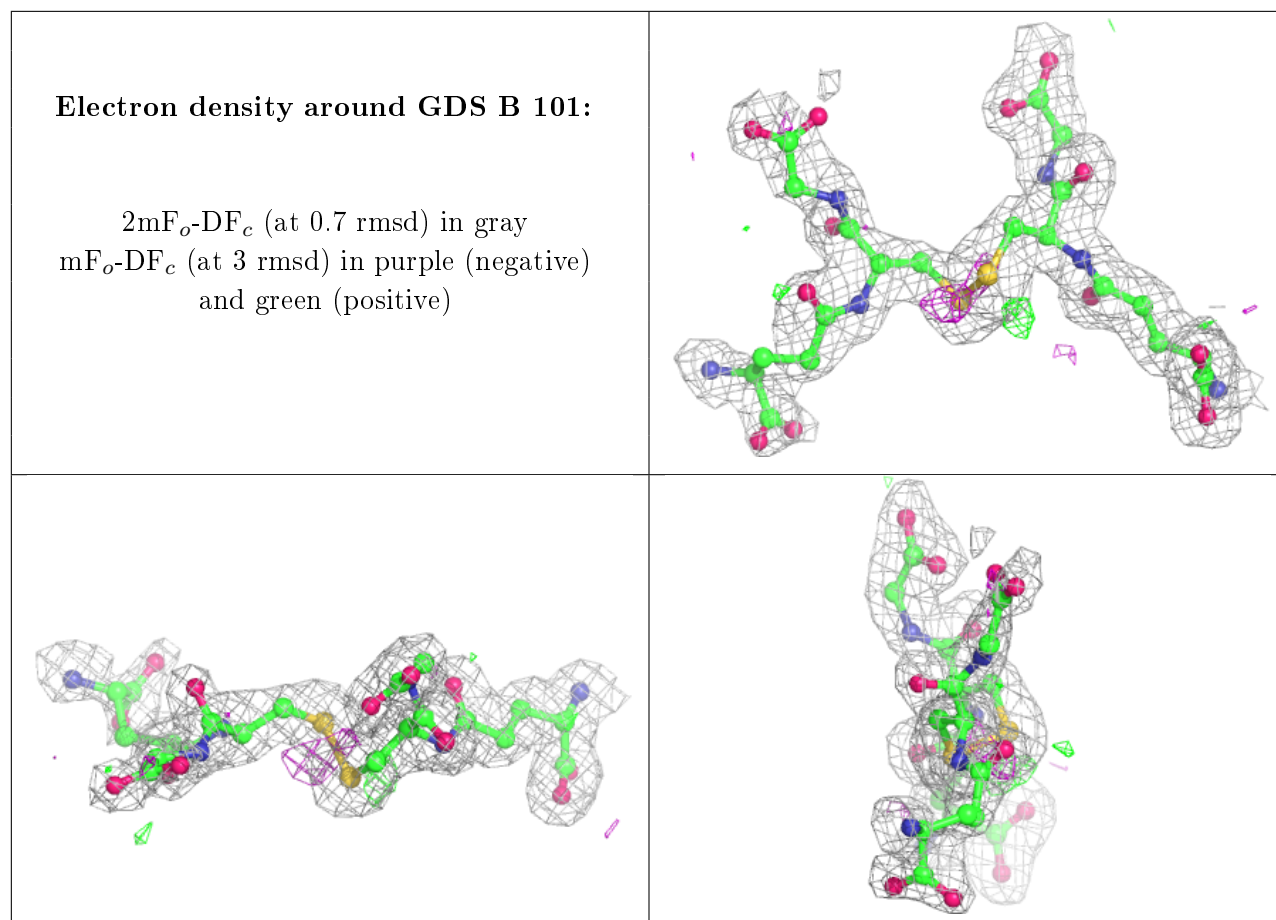 Electron density around GDS B 101:
2mFo-DFc (at 0.7 rmsd) in gray
mFo-DFc (at 3 rmsd) in purple (negative)
and green (positive)